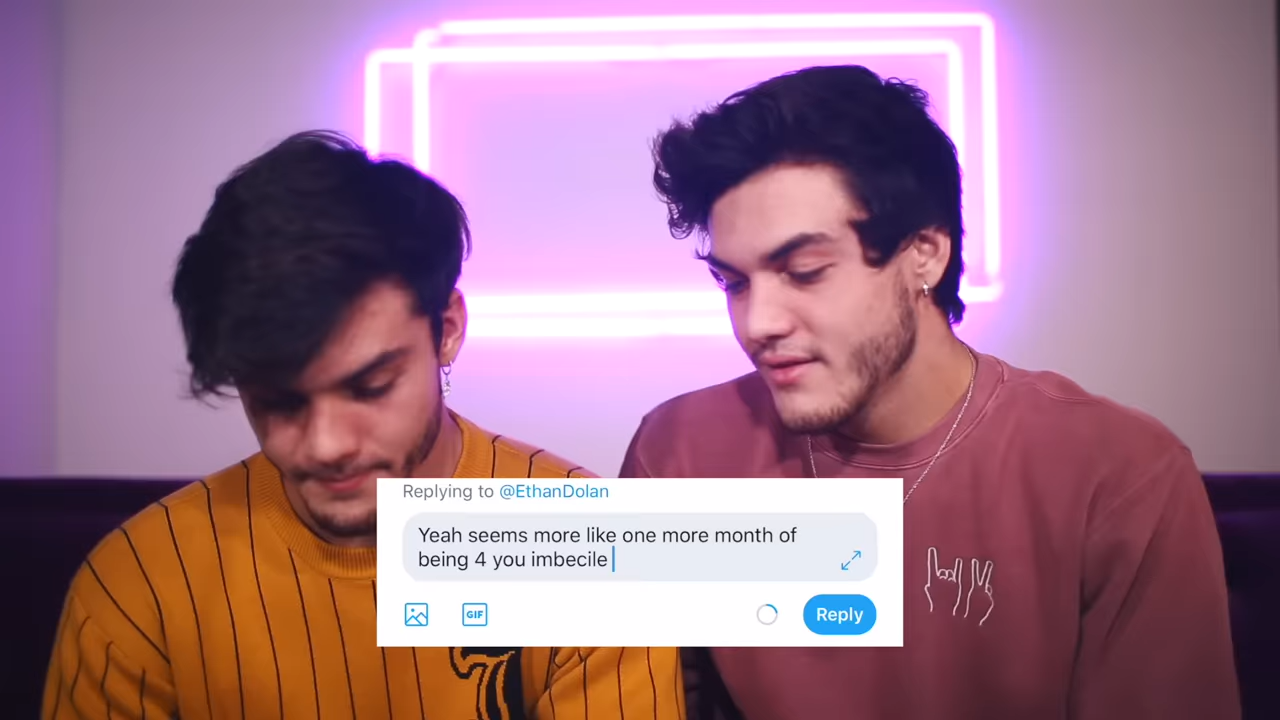 Replying to @EthanDolan
Yeah seems more like one more month of
being 4 you imbecile
GIF
Reply